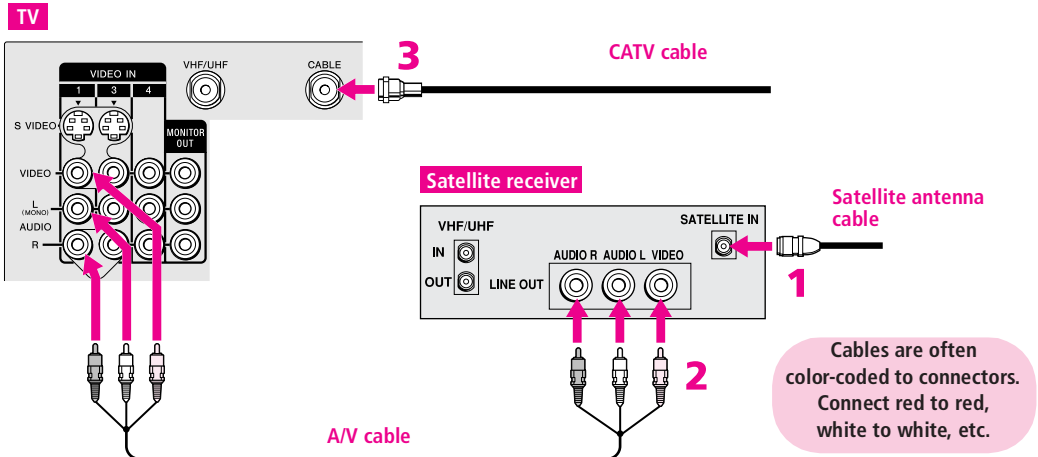 TV
3
CATV cable
VIDEO IN
1 3 4
VHF/UHF
CABLE
S VIDEO
MONITOR
OUT
VIDEO
L
(MONO)
AUDIO
R
Satellite receiver
Satellite antenna
cable
VHF/UHF
SATELLITE IN
IN
AUDIO R AUDIO L VIDEO
OUT
LINE OUT
1
2
Cables are often
color-coded to connectors.
Connect red to red,
white to white, etc.
A/V cable